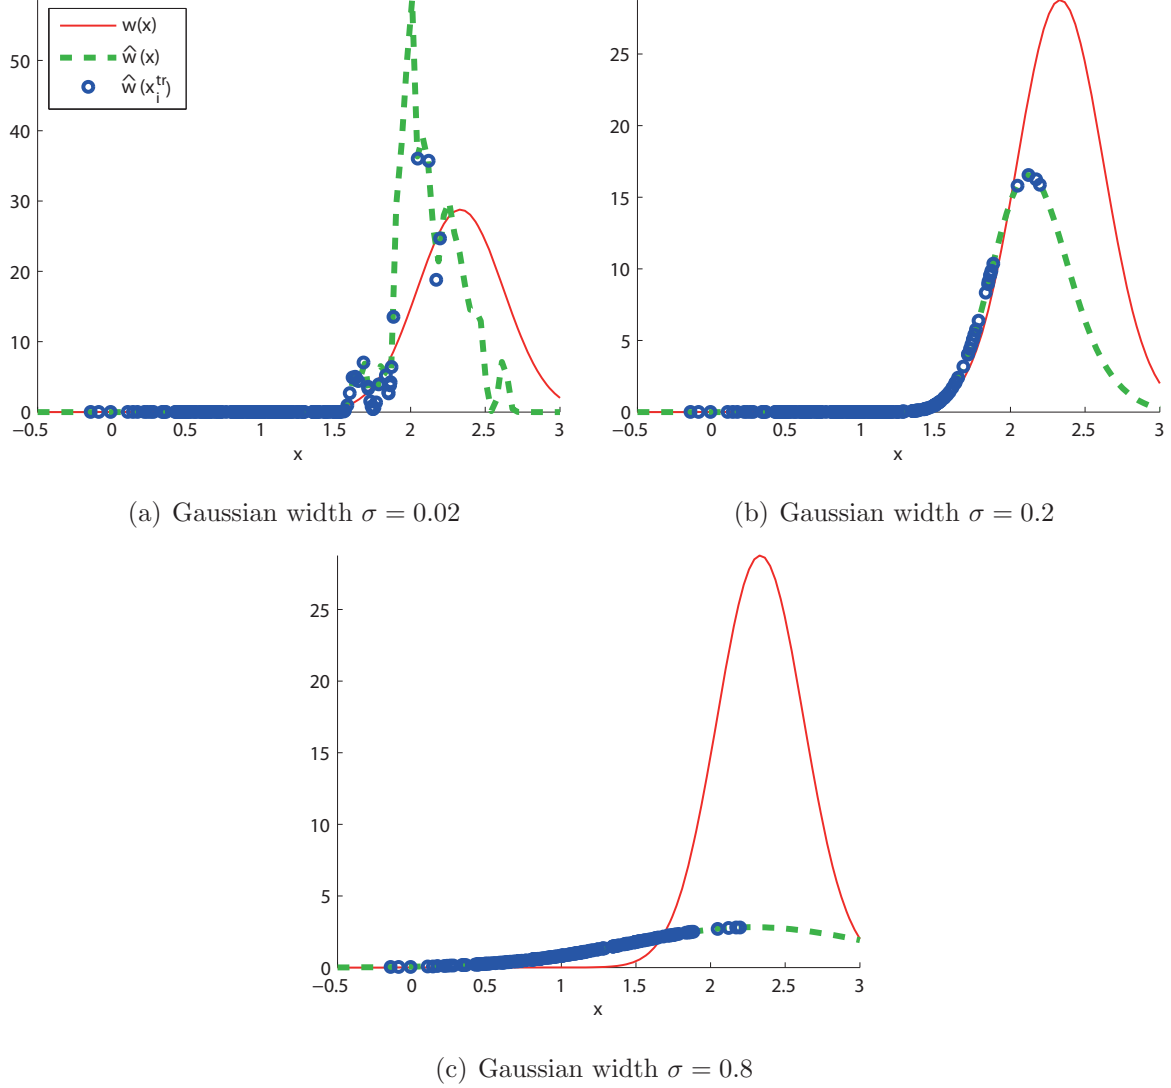 w(x)
ŵ(x)
ŵ(x_i^tr)
50
40
30
20
10
0
−0.5 0 0.5 1 1.5 2 2.5 3
x
(a) Gaussian width σ = 0.02
25
20
15
10
5
0
−0.5 0 0.5 1 1.5 2 2.5 3
x
(b) Gaussian width σ = 0.2
25
20
15
10
5
0
−0.5 0 0.5 1 1.5 2 2.5 3
x
(c) Gaussian width σ = 0.8